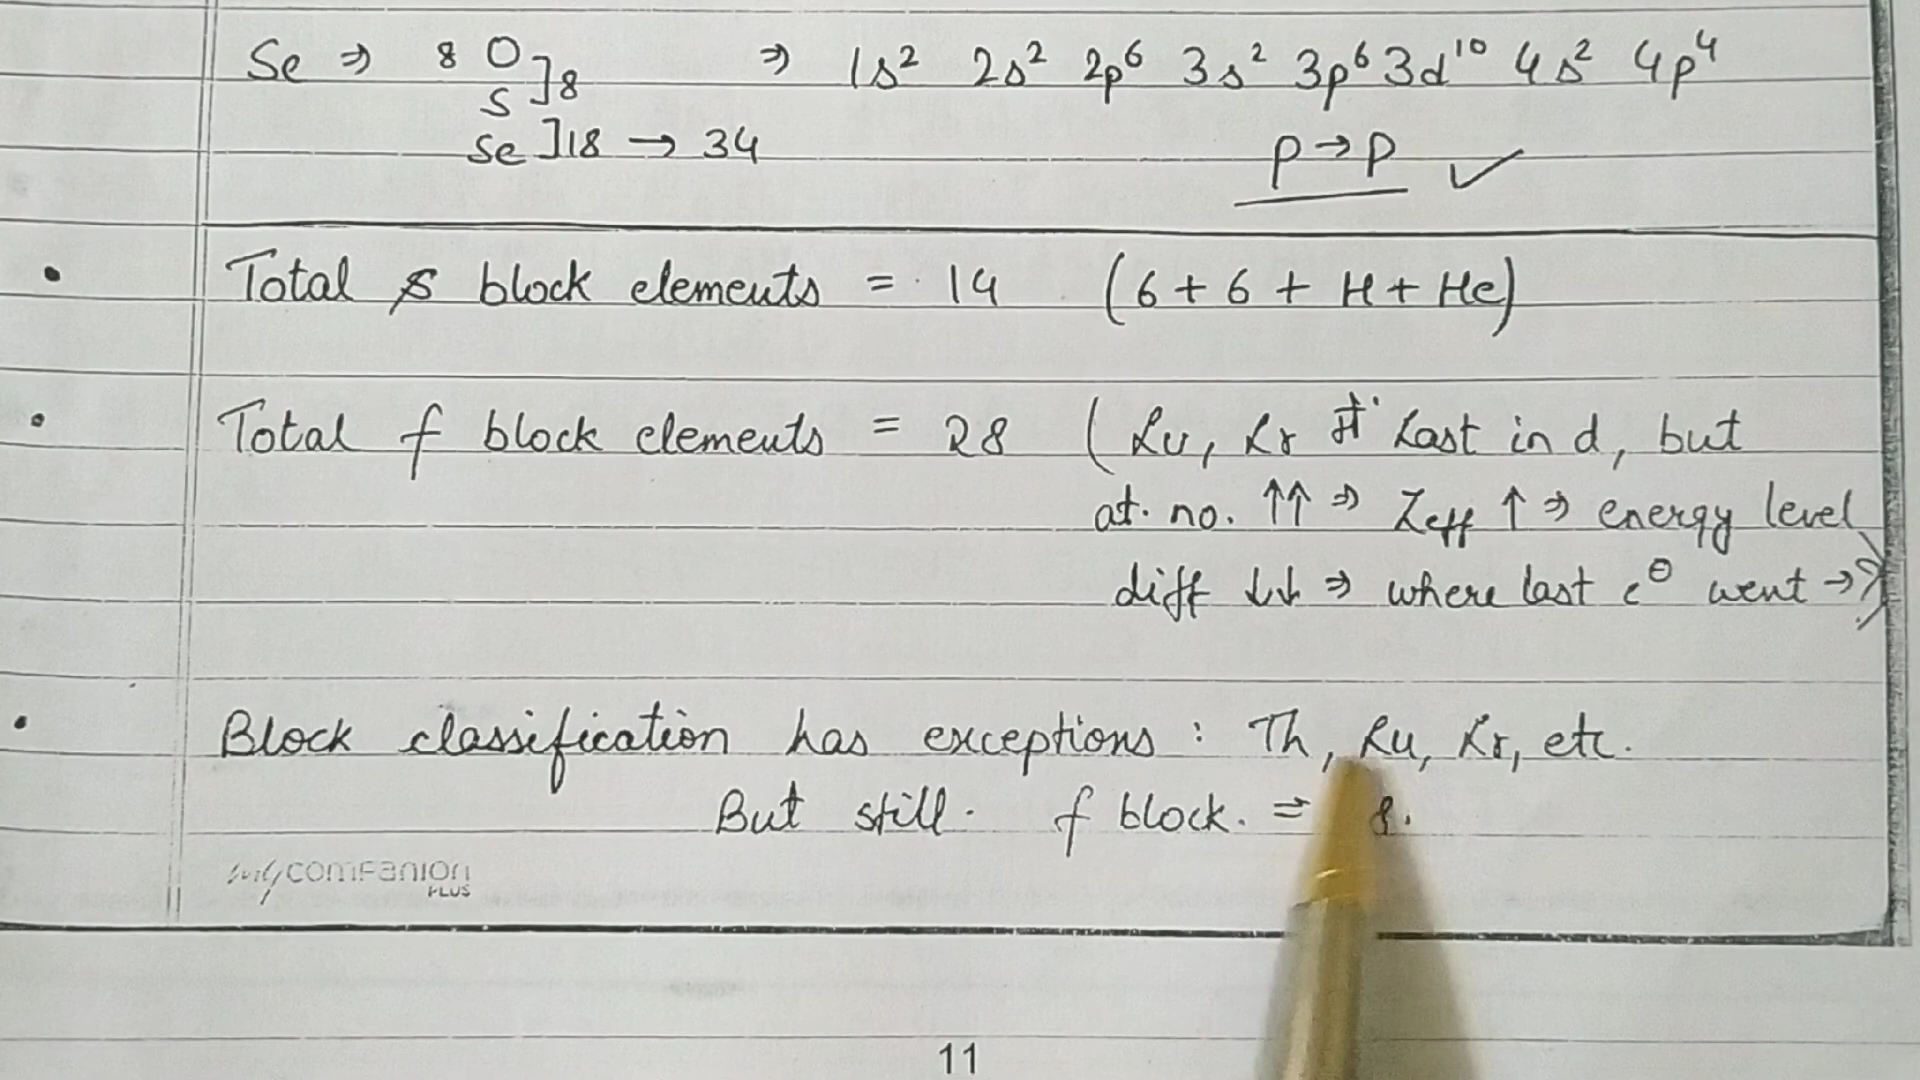 Se ⇒ 8 O ]8 ⇒ 1s² 2s² 2p⁶ 3s² 3p⁶ 3d¹⁰ 4s² 4p⁴
S
Se ]18 → 34 p→p ✓
• Total s block elements = 14 (6 + 6 + H + He)
• Total f block elements = 28 ( Lu, Lr में Last in d, but
at. no. ↑↑ ⇒ Zeff ↑ ⇒ energy level
diff ↓↓ ⇒ where last e⊖ went → ?)
• Block classification has exceptions : Th, Lu, Lr, etc.
But still. f block. =
companion
PLUS
11